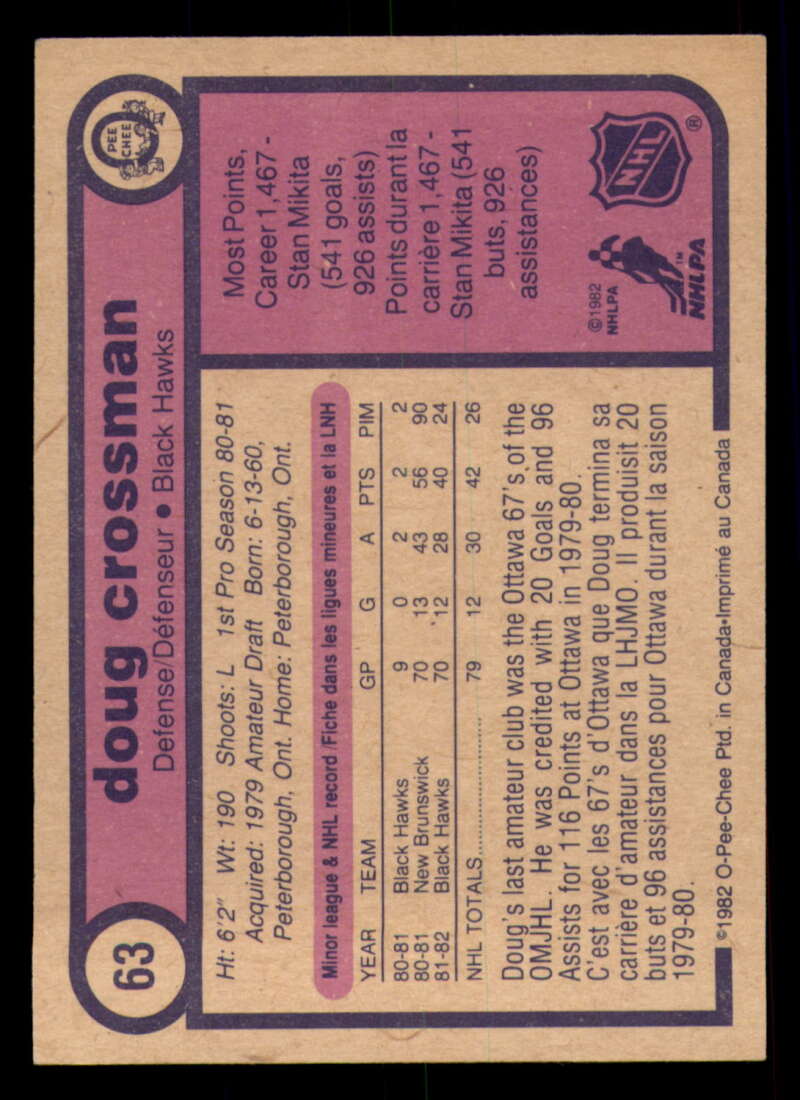 63
doug crossman
Defense/Défenseur • Black Hawks
O
PEE
CHEE
Ht: 6'2" Wt: 190 Shoots: L 1st Pro Season 80-81
Acquired: 1979 Amateur Draft Born: 6-13-60,
Peterborough, Ont. Home: Peterborough, Ont.
Minor league & NHL record/Fiche dans les ligues mineures et la LNH
YEAR TEAM GP G A PTS PIM
80-81 Black Hawks 9 0 2 2 2
80-81 New Brunswick 70 13 43 56 90
81-82 Black Hawks 70 12 28 40 24
NHL TOTALS................ 79 12 30 42 26
Doug's last amateur club was the Ottawa 67's of the
OMJHL. He was credited with 20 Goals and 96
Assists for 116 Points at Ottawa in 1979-80.
C'est avec les 67's d'Ottawa que Doug termina sa
carrière d'amateur dans la LHJMO. Il produisit 20
buts et 96 assistances pour Ottawa durant la saison
1979-80.
Most Points,
Career 1,467-
Stan Mikita
(541 goals,
926 assists)
Points durant la
carrière 1,467-
Stan Mikita (541
buts, 926
assistances)
©1982
NHLPA
NHL
®
TM
NHLPA
©1982 O-Pee-Chee Ptd. in Canada•Imprimé au Canada